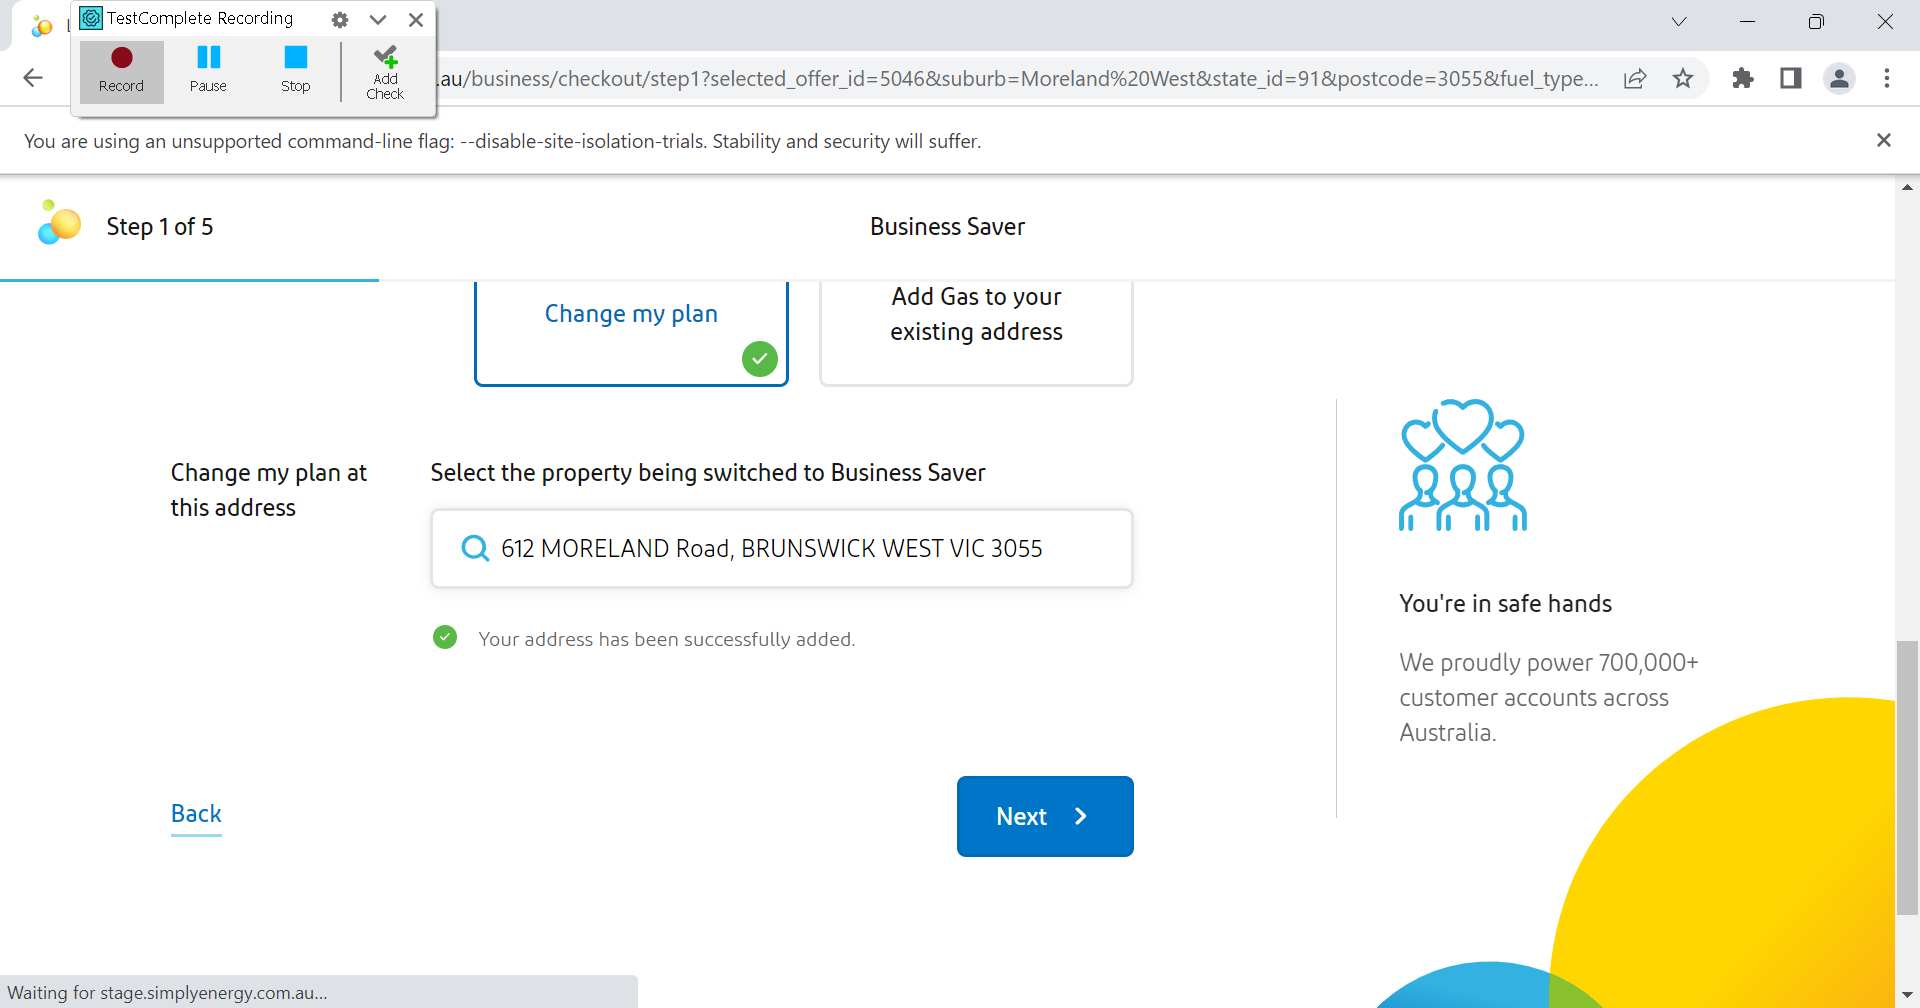 TestComplete Recording
Record
Pause
Stop
Add
Check
.au/business/checkout/step1?selected_offer_id=5046&suburb=Moreland%20West&state_id=91&postcode=3055&fuel_type...
You are using an unsupported command-line flag: --disable-site-isolation-trials. Stability and security will suffer.
Step 1 of 5
Business Saver
Change my plan
Add Gas to your
existing address
Change my plan at
this address
Select the property being switched to Business Saver
612 MORELAND Road, BRUNSWICK WEST VIC 3055
Your address has been successfully added.
You're in safe hands
We proudly power 700,000+
customer accounts across
Australia.
Back
Next
Waiting for stage.simplyenergy.com.au...